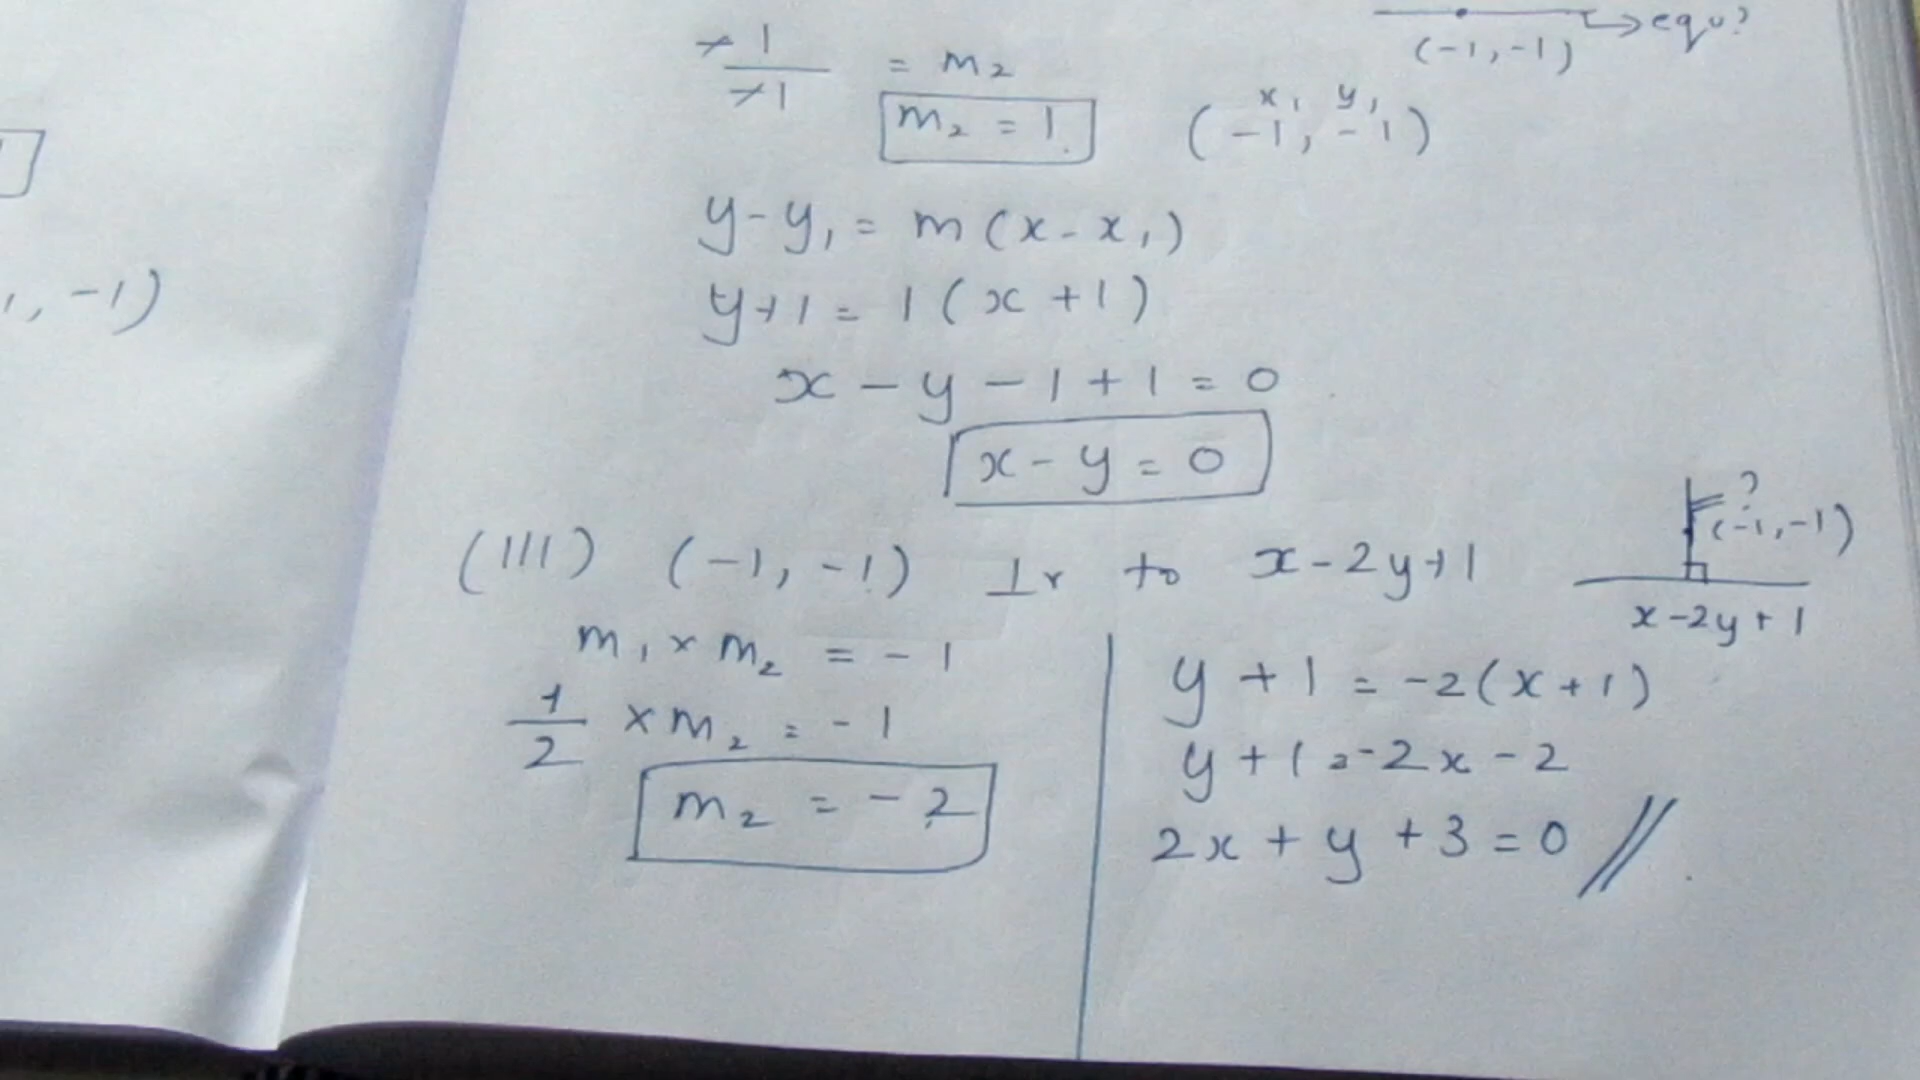 → equ?
(-1, -1)
-1/-1 = m₂
m₂ = 1
x₁ y₁
(-1, -1)
y-y₁ = m(x-x₁)
, -1)
y+1 = 1(x+1)
x - y - 1 + 1 = 0
x - y = 0
?
(-1, -1)
(III) (-1, -1) ⊥r to x-2y+1
x-2y+1
m₁ × m₂ = -1
1/2 × m₂ = -1
m₂ = -2
y + 1 = -2(x+1)
y + 1 = -2x - 2
2x + y + 3 = 0 //